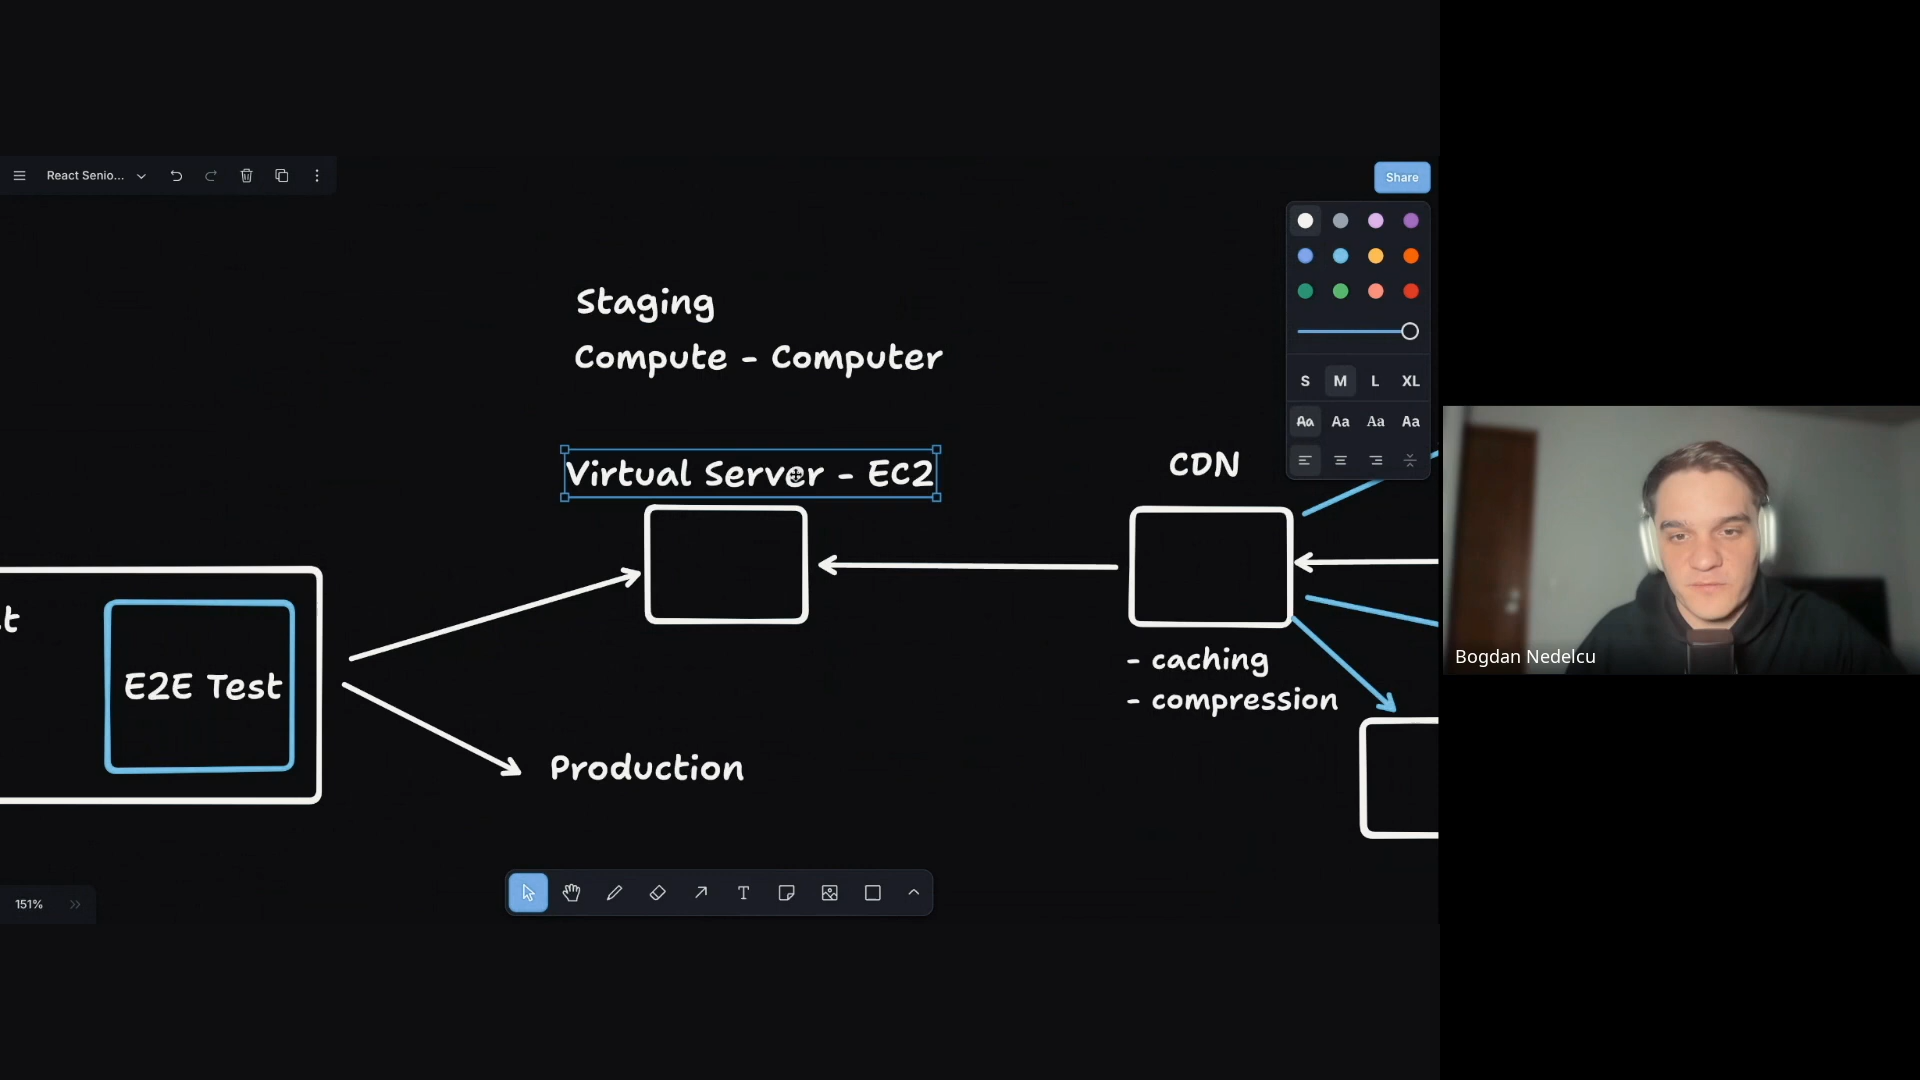 React Senio...
Share
Staging
Compute - Computer
S M L XL
Aa Aa Aa Aa
Virtual Server - EC2
CDN
t
E2E Test
- caching
- compression
Bogdan Nedelcu
Production
T
151%